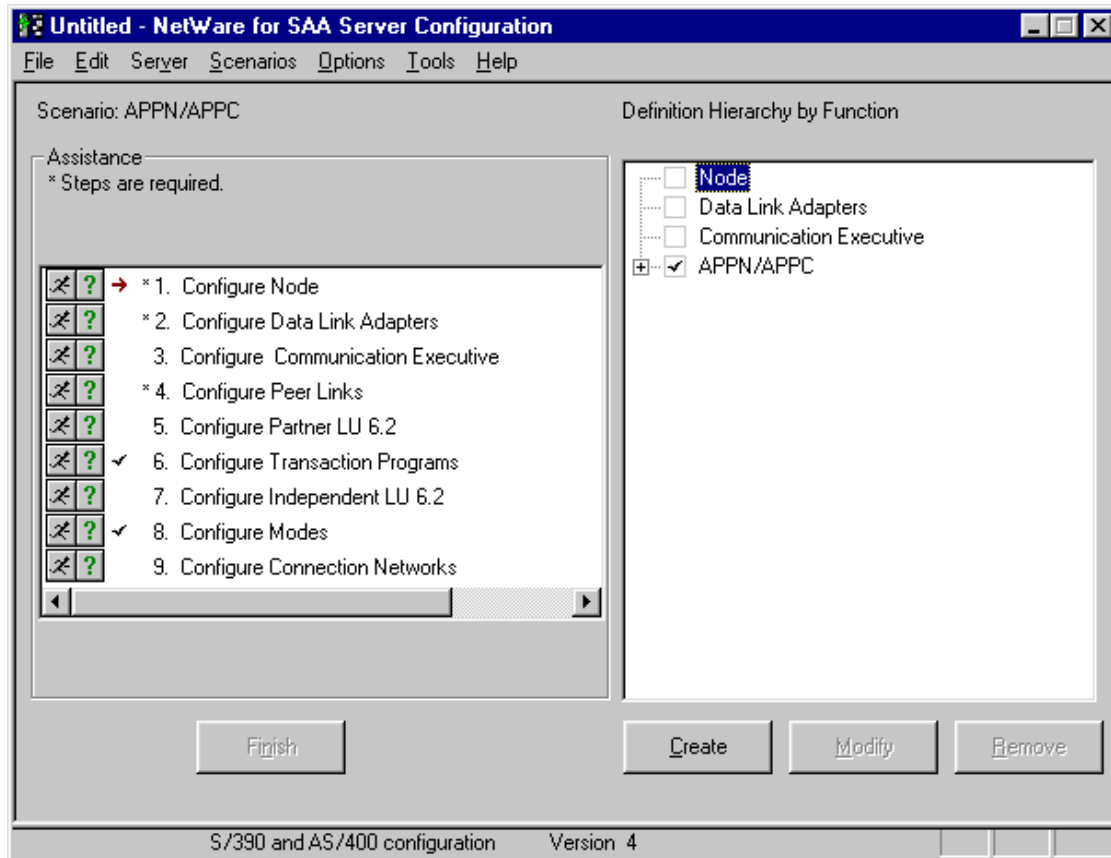 Untitled - NetWare for SAA Server Configuration
File Edit Server Scenarios Options Tools Help
Scenario: APPN/APPC
Definition Hierarchy by Function
Assistance
* Steps are required.
* 1. Configure Node
* 2. Configure Data Link Adapters
3. Configure Communication Executive
* 4. Configure Peer Links
5. Configure Partner LU 6.2
6. Configure Transaction Programs
7. Configure Independent LU 6.2
8. Configure Modes
9. Configure Connection Networks
Node
Data Link Adapters
Communication Executive
APPN/APPC
Finish
Create
Modify
Remove
S/390 and AS/400 configuration Version 4